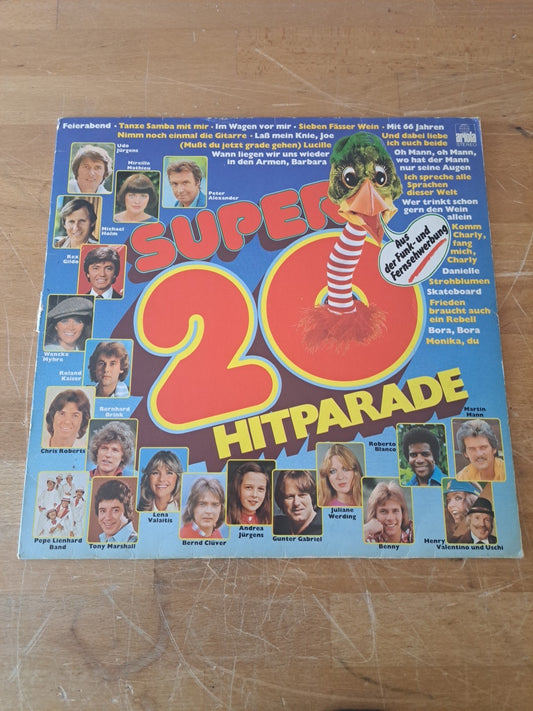 Feierabend · Tanze Samba mit mir · Im Wagen vor mir · Sieben Fässer Wein · Mit 66 Jahren
Nimm noch einmal die Gitarre · Laß mein Knie, Joe
(Mußt du jetzt grade gehen) Lucille
Wann liegen wir uns wieder
in den Armen, Barbara
Und dabei liebe
ich euch beide
Oh Mann, oh Mann,
wo hat der Mann
nur seine Augen
Ich spreche alle
Sprachen
dieser Welt
Wer trinkt schon
gern den Wein
allein
Komm
Charly,
fang
mich,
Charly
Danielle
Strohblumen
Skateboard
Frieden
braucht auch
ein Rebell
Bora, Bora
Monika, du
ariola
STEREO
Aus
der Funk- und
Fernsehwerbung
SUPER
20
HITPARADE
Udo
Jürgens
Mireille
Mathieu
Peter
Alexander
Michael
Holm
Rex
Gildo
Wencke
Myhre
Roland
Kaiser
Bernhard
Brink
Chris Roberts
Pepe Lienhard
Band
Tony Marshall
Lena
Valaitis
Bernd Clüver
Andrea
Jürgens
Gunter Gabriel
Juliane
Werding
Roberto
Blanco
Benny
Martin
Mann
Henry
Valentino und Uschi